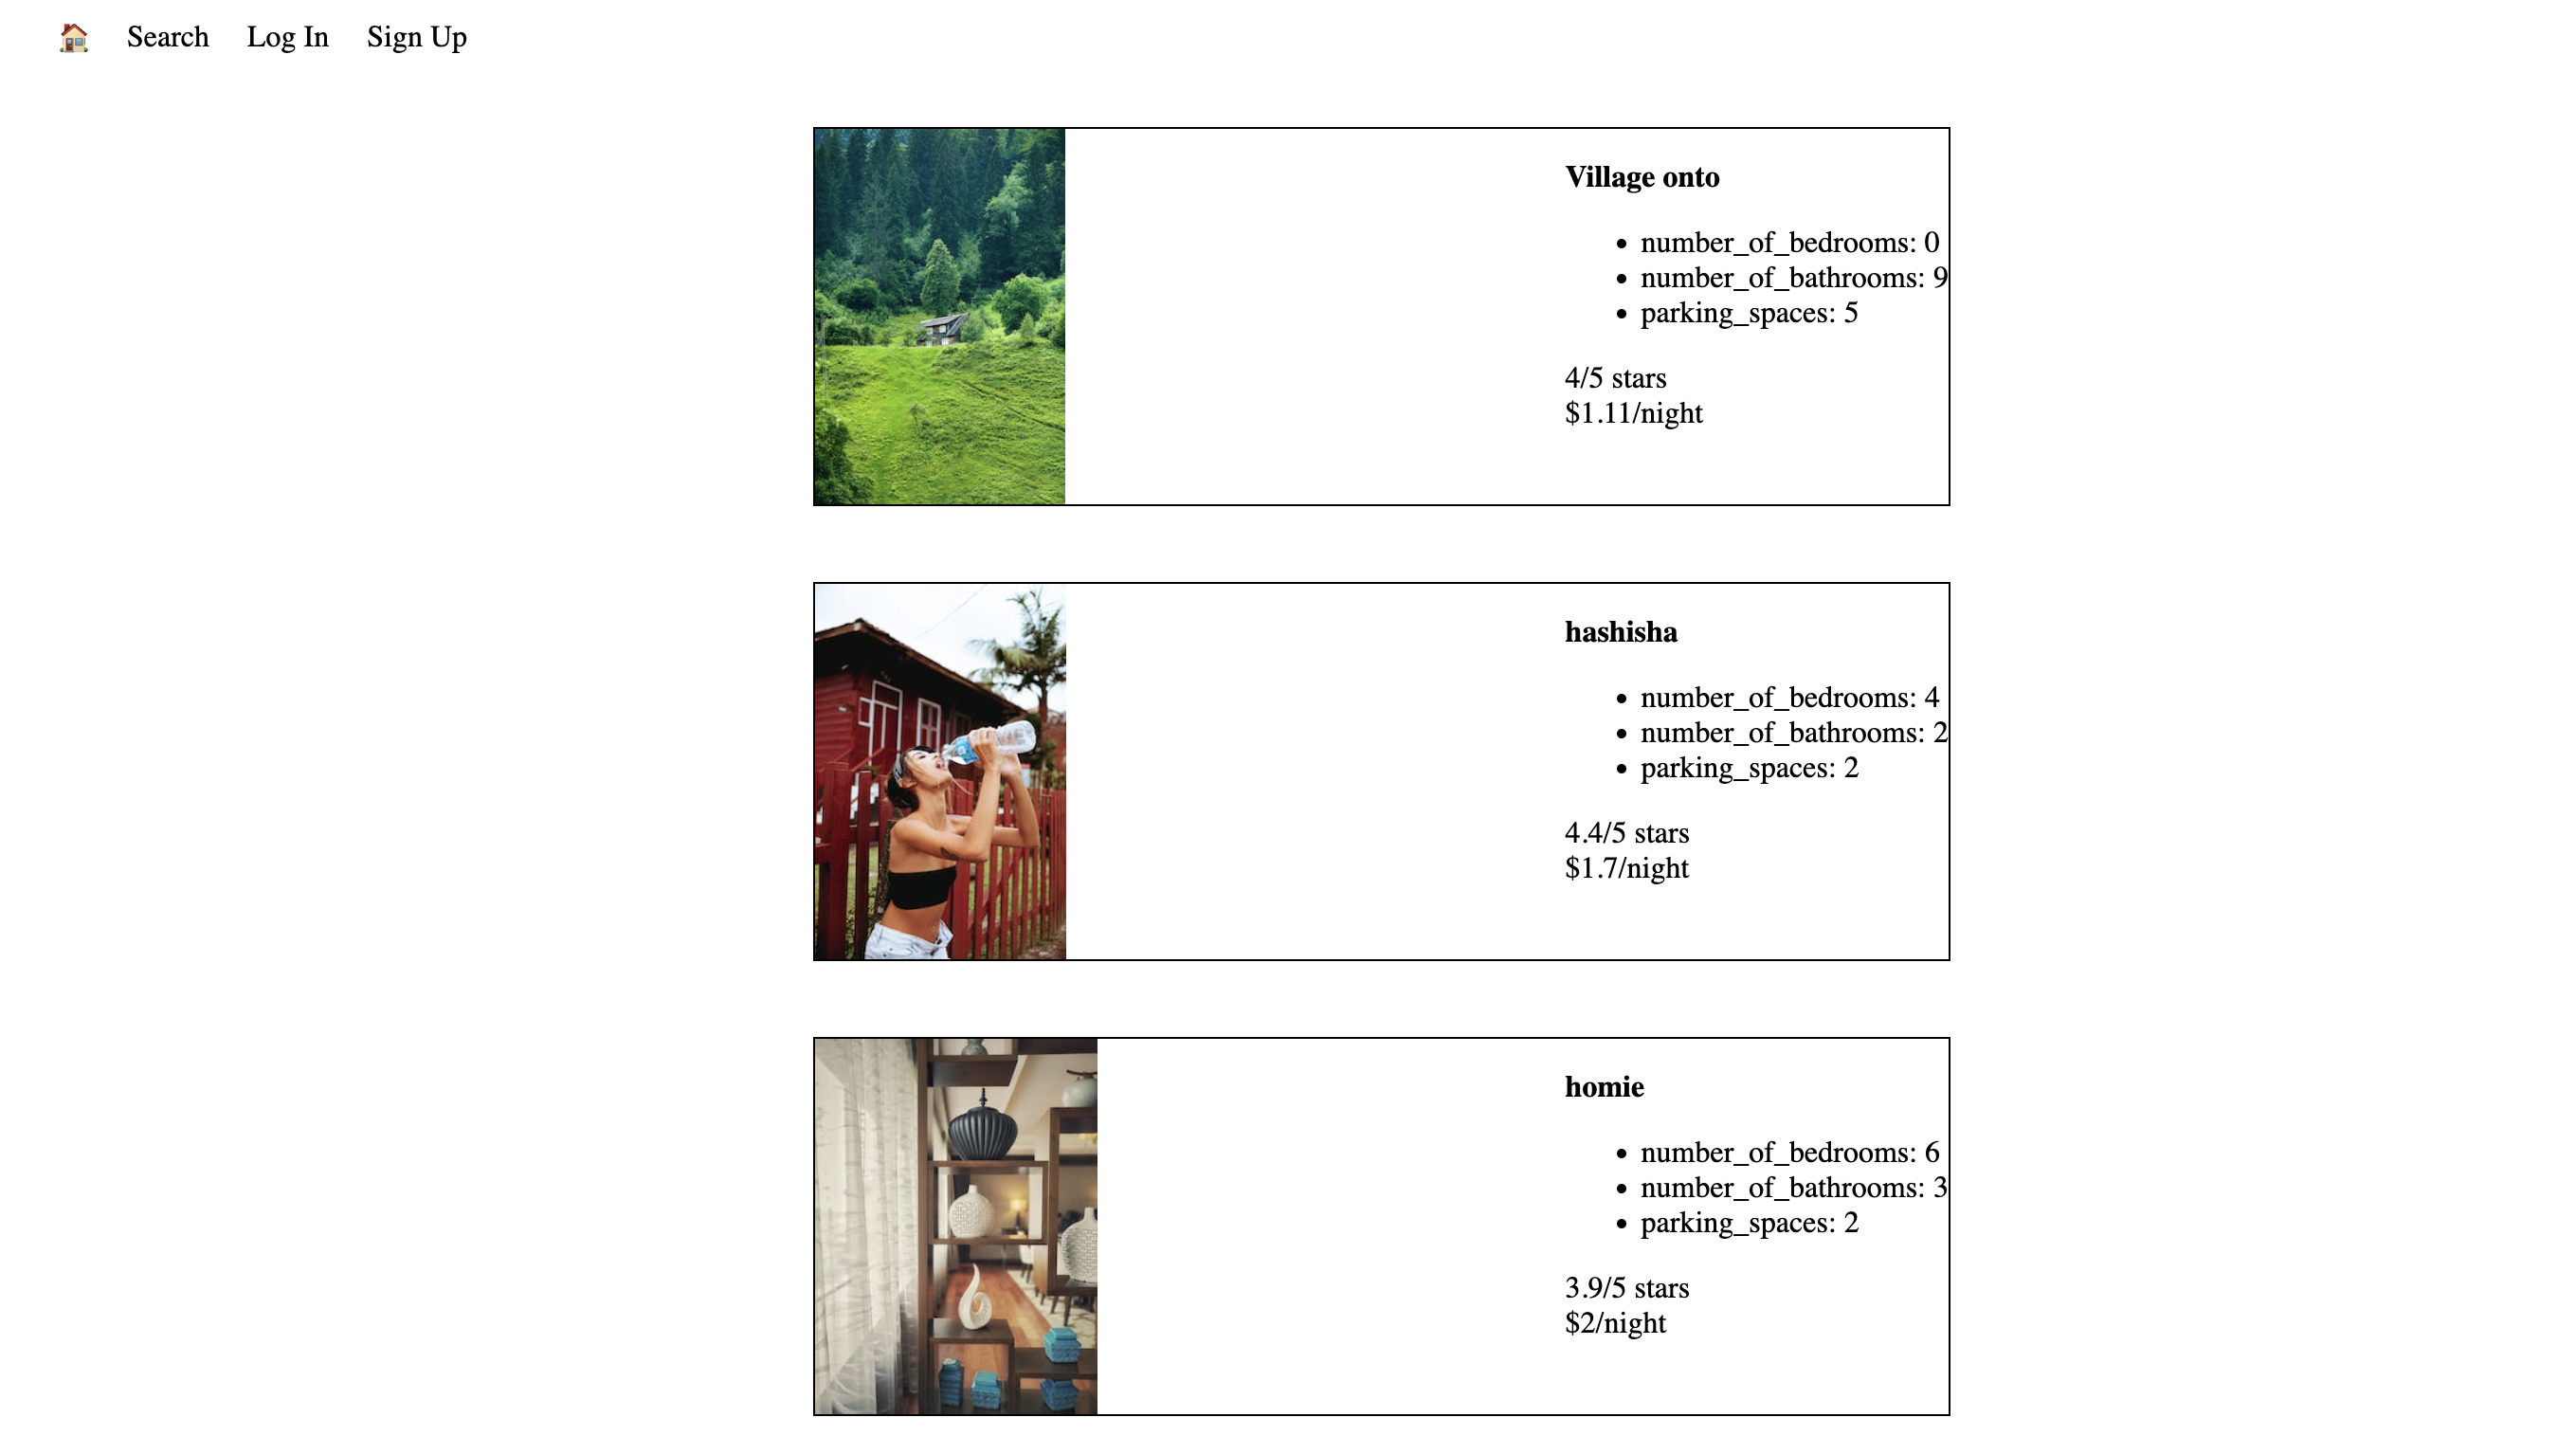 Search Log In Sign Up
Village onto
number_of_bedrooms: 0
number_of_bathrooms: 9
parking_spaces: 5
4/5 stars
$1.11/night
hashisha
number_of_bedrooms: 4
number_of_bathrooms: 2
parking_spaces: 2
4.4/5 stars
$1.7/night
homie
number_of_bedrooms: 6
number_of_bathrooms: 3
parking_spaces: 2
3.9/5 stars
$2/night